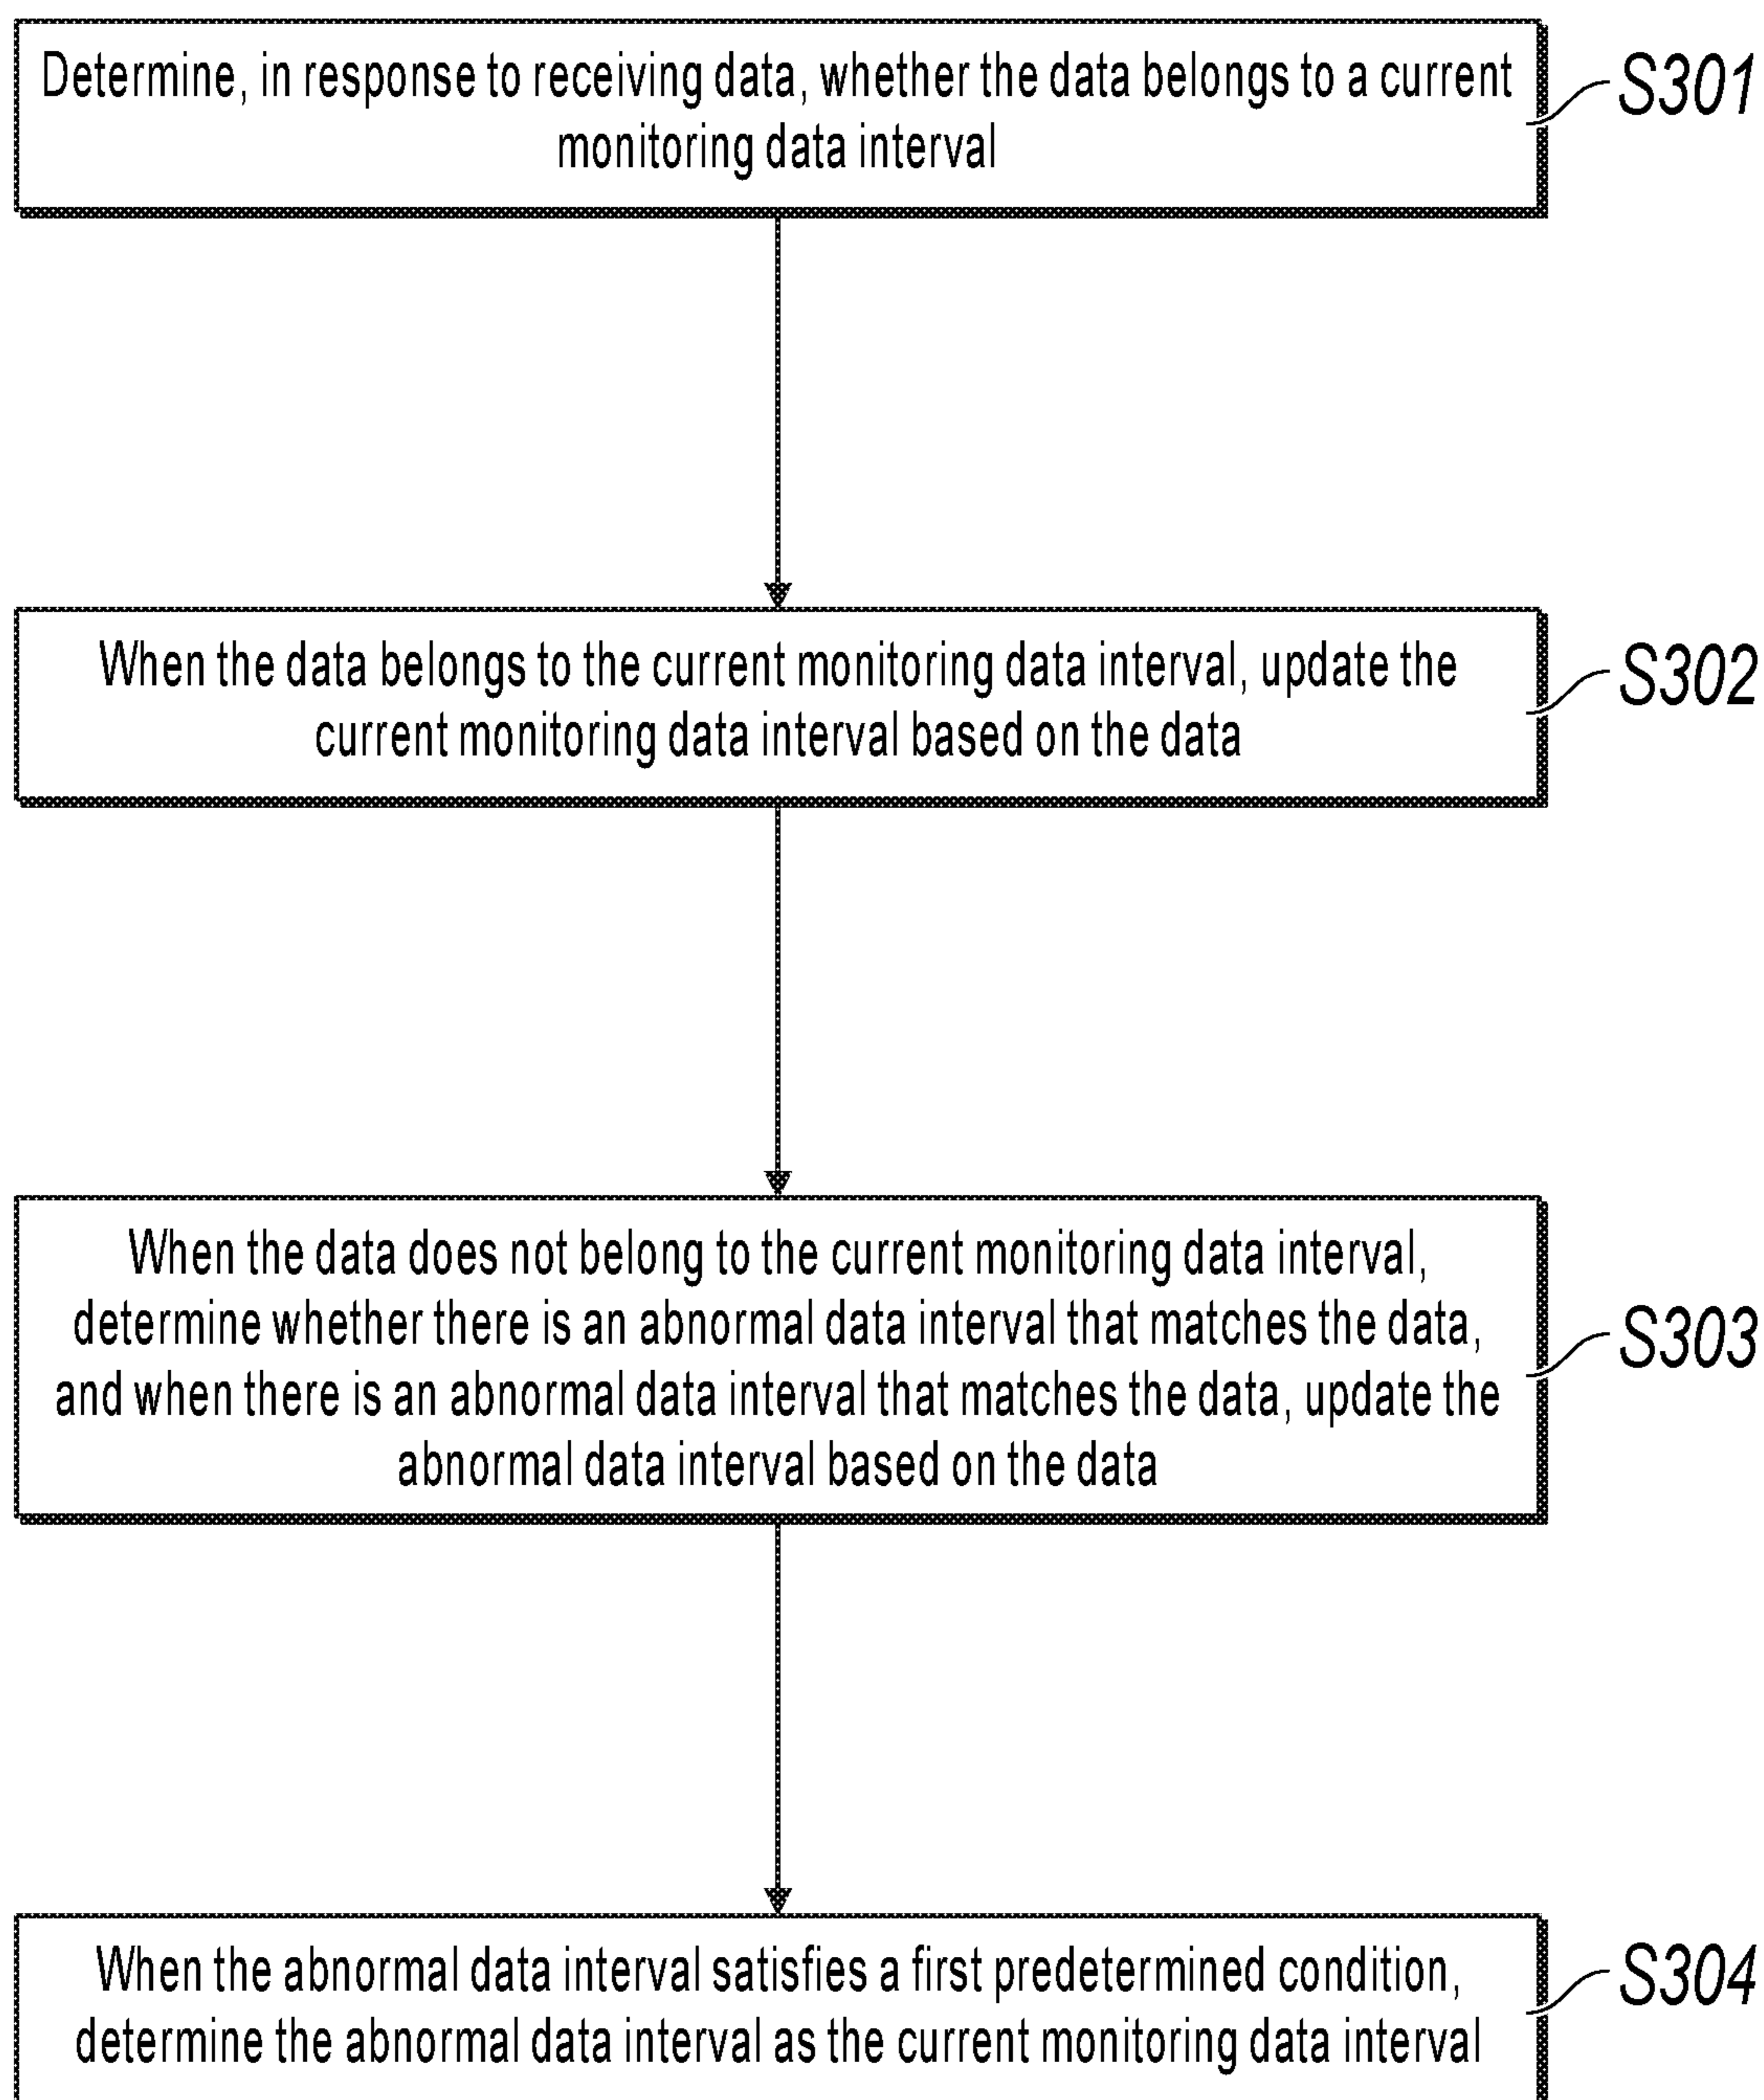 Determine, in response to receiving data, whether the data belongs to a current
monitoring data interval
S301
When the data belongs to the current monitoring data interval, update the
current monitoring data interval based on the data
S302
When the data does not belong to the current monitoring data interval,
determine whether there is an abnormal data interval that matches the data,
and when there is an abnormal data interval that matches the data, update the
abnormal data interval based on the data
S303
When the abnormal data interval satisfies a first predetermined condition,
determine the abnormal data interval as the current monitoring data interval
S304